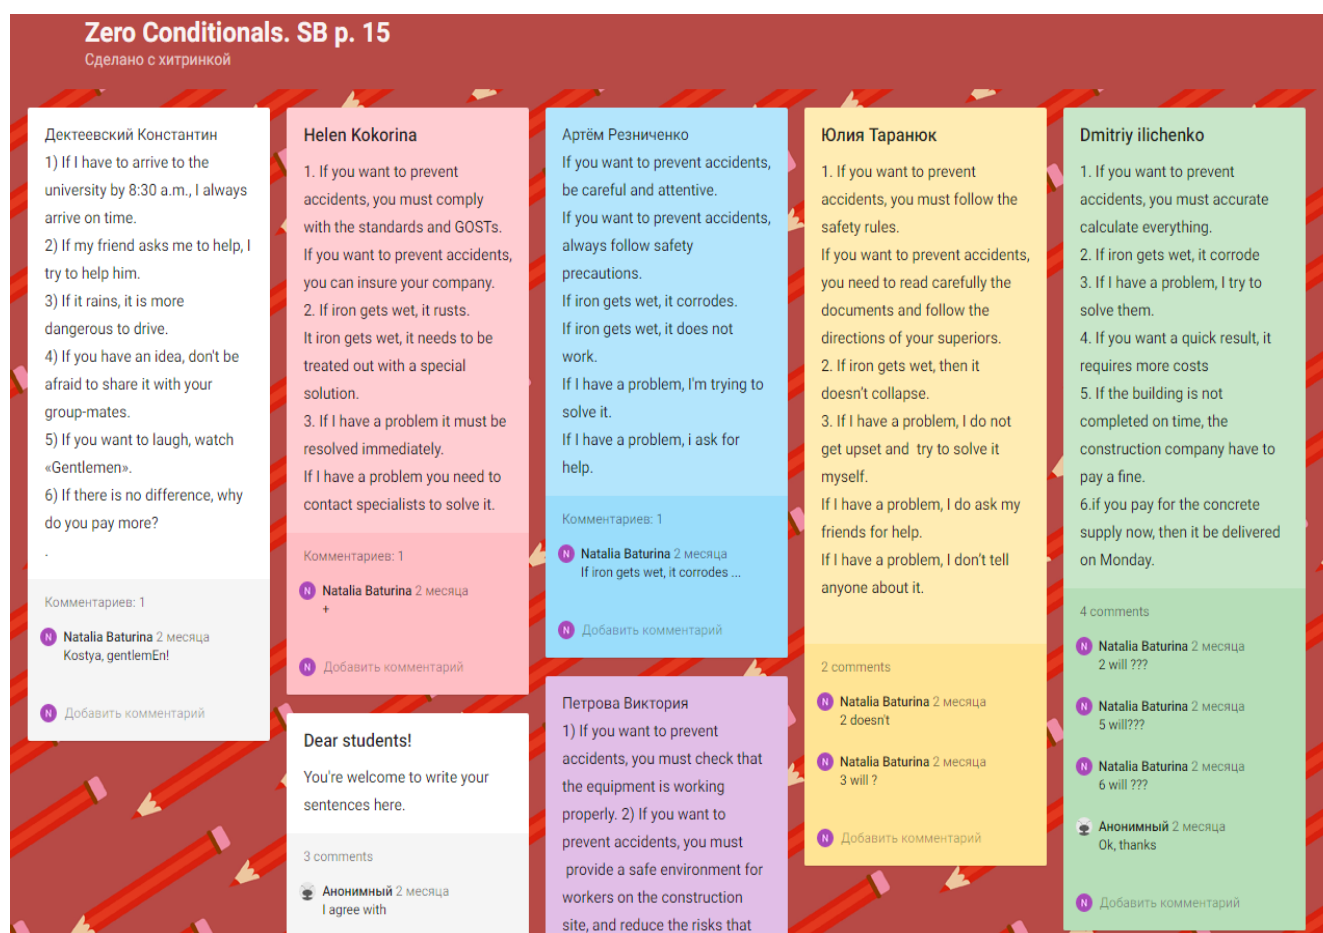 Zero Conditionals. SB p. 15
Сделано с хитринкой
Дектеевский Константин
1) If I have to arrive to the
university by 8:30 a.m., I always
arrive on time.
2) If my friend asks me to help, I
try to help him.
3) If it rains, it is more
dangerous to drive.
4) If you have an idea, don't be
afraid to share it with your
group-mates.
5) If you want to laugh, watch
«Gentlemen».
6) If there is no difference, why
do you pay more?
.
Комментариев: 1
N Natalia Baturina 2 месяца
Kostya, gentlemEn!
N Добавить комментарий
Helen Kokorina
1. If you want to prevent
accidents, you must comply
with the standards and GOSTs.
If you want to prevent accidents,
you can insure your company.
2. If iron gets wet, it rusts.
It iron gets wet, it needs to be
treated out with a special
solution.
3. If I have a problem it must be
resolved immediately.
If I have a problem you need to
contact specialists to solve it.
Комментариев: 1
N Natalia Baturina 2 месяца
+
N Добавить комментарий
Dear students!
You're welcome to write your
sentences here.
3 comments
Анонимный 2 месяца
I agree with
Артём Резниченко
If you want to prevent accidents,
be careful and attentive.
If you want to prevent accidents,
always follow safety
precautions.
If iron gets wet, it corrodes.
If iron gets wet, it does not
work.
If I have a problem, I'm trying to
solve it.
If I have a problem, i ask for
help.
Комментариев: 1
N Natalia Baturina 2 месяца
If iron gets wet, it corrodes ...
N Добавить комментарий
Петрова Виктория
1) If you want to prevent
accidents, you must check that
the equipment is working
properly. 2) If you want to
prevent accidents, you must
provide a safe environment for
workers on the construction
site, and reduce the risks that
Юлия Таранюк
1. If you want to prevent
accidents, you must follow the
safety rules.
If you want to prevent accidents,
you need to read carefully the
documents and follow the
directions of your superiors.
2. If iron gets wet, then it
doesn't collapse.
3. If I have a problem, I do not
get upset and try to solve it
myself.
If I have a problem, I do ask my
friends for help.
If I have a problem, I don't tell
anyone about it.
2 comments
N Natalia Baturina 2 месяца
2 doesn't
N Natalia Baturina 2 месяца
3 will ?
N Добавить комментарий
Dmitriy ilichenko
1. If you want to prevent
accidents, you must accurate
calculate everything.
2. If iron gets wet, it corrode
3. If I have a problem, I try to
solve them.
4. If you want a quick result, it
requires more costs
5. If the building is not
completed on time, the
construction company have to
pay a fine.
6.if you pay for the concrete
supply now, then it be delivered
on Monday.
4 comments
N Natalia Baturina 2 месяца
2 will ???
N Natalia Baturina 2 месяца
5 will???
N Natalia Baturina 2 месяца
6 will ???
Анонимный 2 месяца
Ok, thanks
N Добавить комментарий